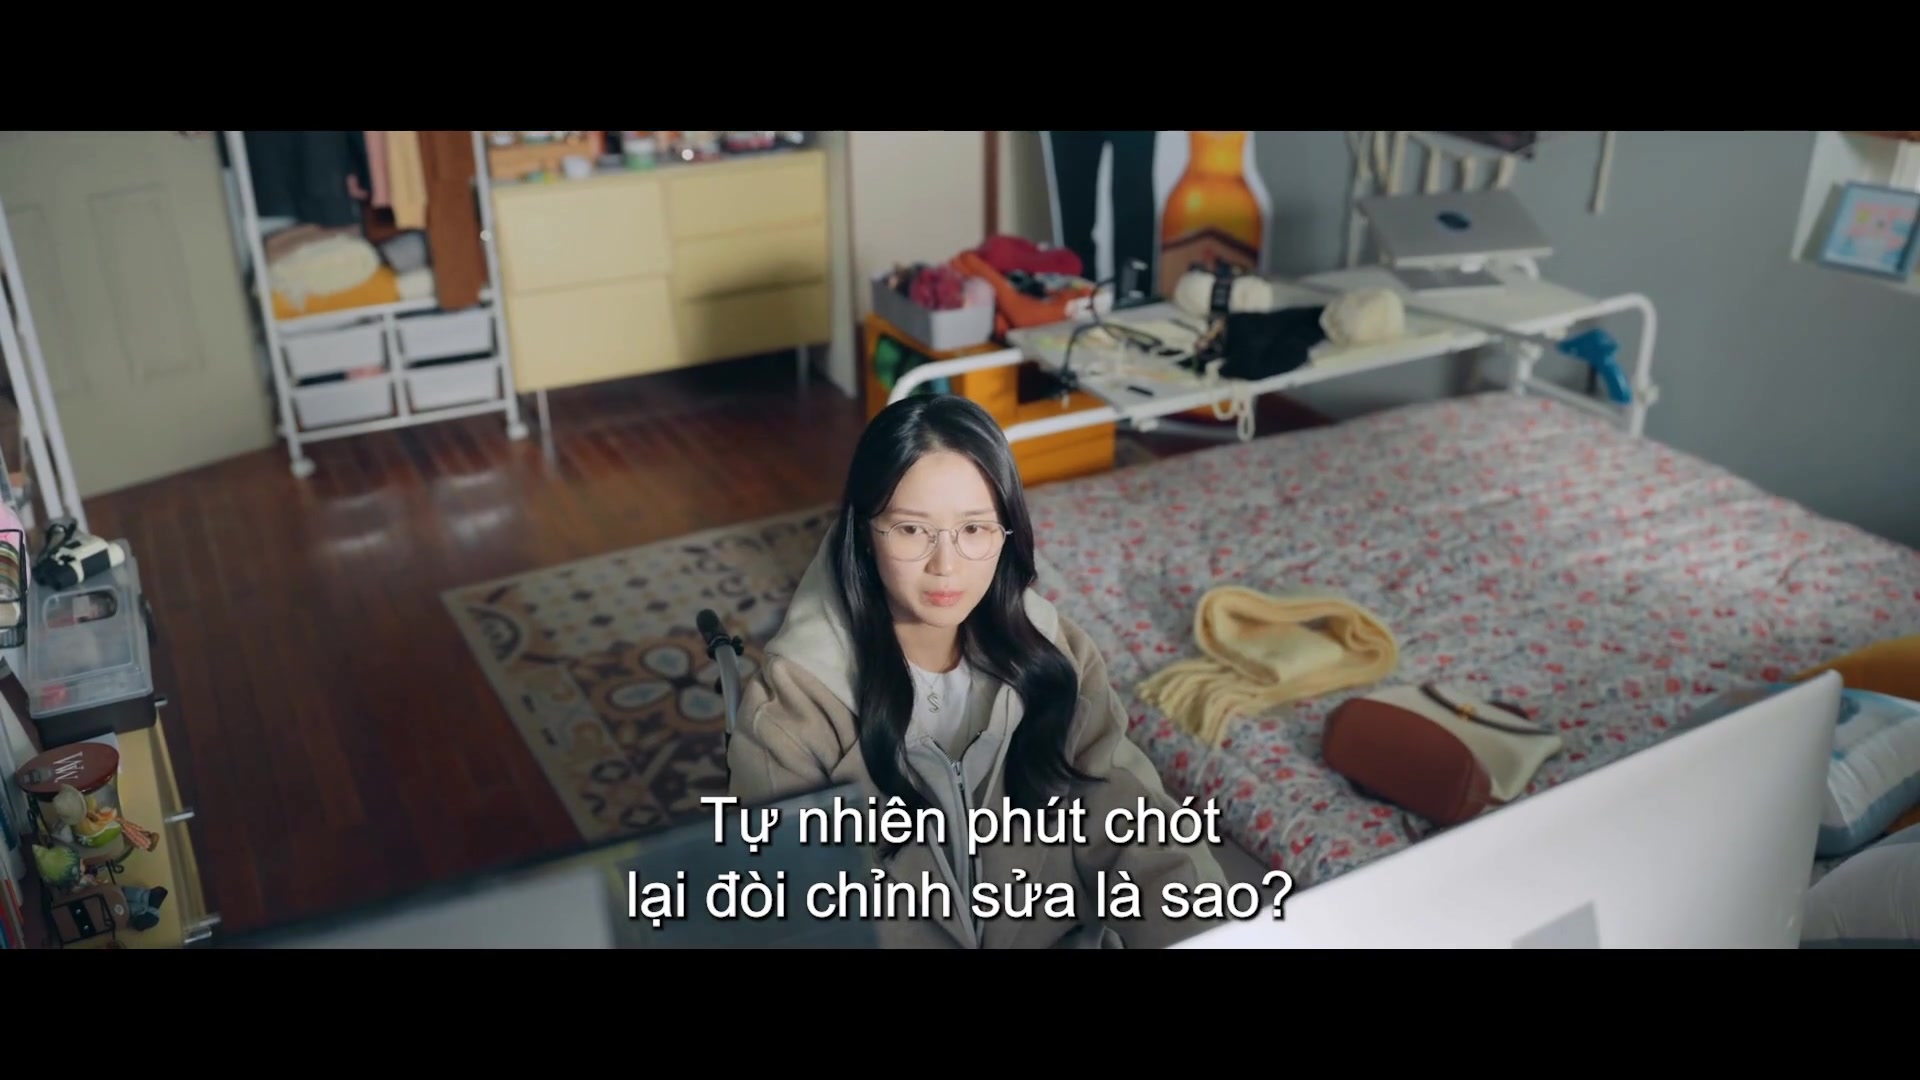 Tự nhiên phút chót
lại đòi chỉnh sửa là sao?